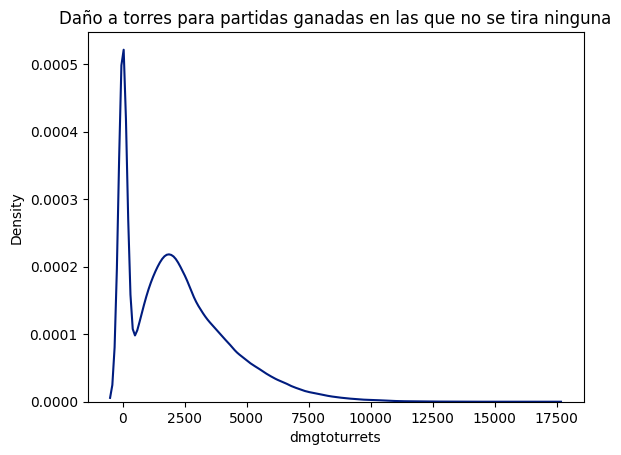 Daño a torres para partidas ganadas en las que no se tira ninguna
0.0005
0.0004
0.0003
0.0002
0.0001
0.0000
Density
0 2500 5000 7500 10000 12500 15000 17500
dmgtoturrets